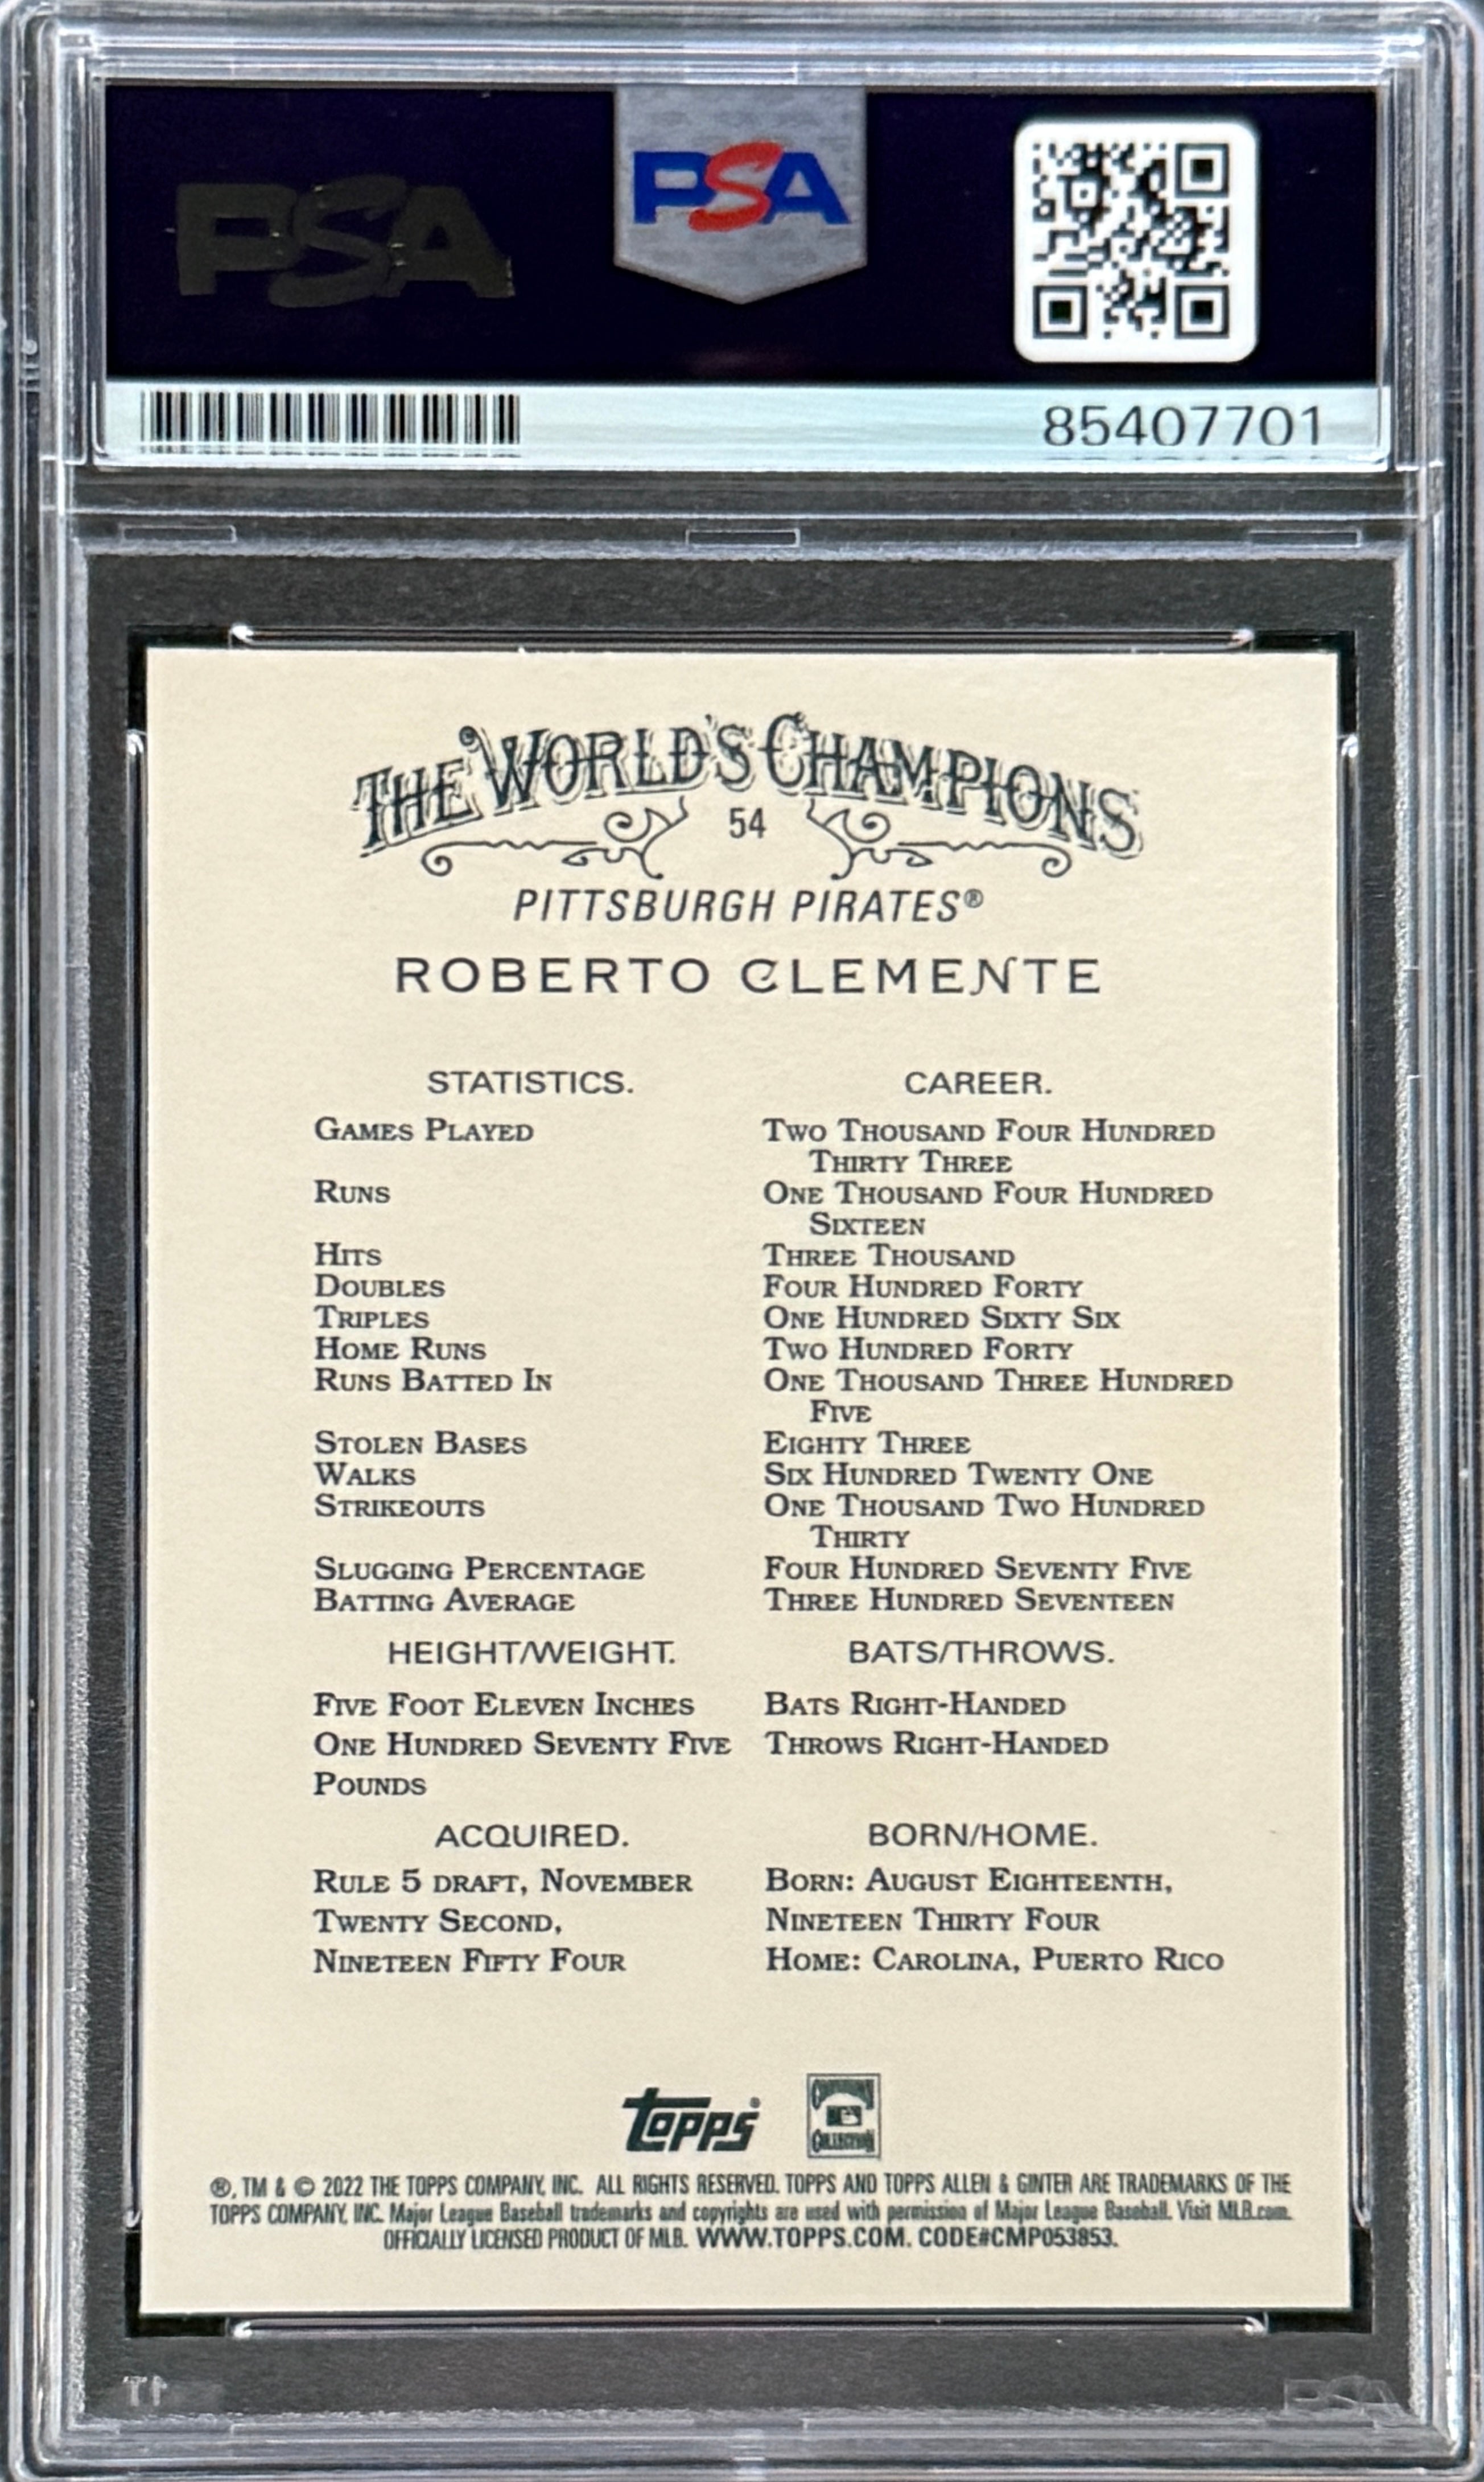 PSA
PSA
85407701
THE WORLD'S CHAMPIONS
54
PITTSBURGH PIRATES®
ROBERTO CLEMENTE
STATISTICS. CAREER.
GAMES PLAYED TWO THOUSAND FOUR HUNDRED
THIRTY THREE
RUNS ONE THOUSAND FOUR HUNDRED
SIXTEEN
HITS THREE THOUSAND
DOUBLES FOUR HUNDRED FORTY
TRIPLES ONE HUNDRED SIXTY SIX
HOME RUNS TWO HUNDRED FORTY
RUNS BATTED IN ONE THOUSAND THREE HUNDRED
FIVE
STOLEN BASES EIGHTY THREE
WALKS SIX HUNDRED TWENTY ONE
STRIKEOUTS ONE THOUSAND TWO HUNDRED
THIRTY
SLUGGING PERCENTAGE FOUR HUNDRED SEVENTY FIVE
BATTING AVERAGE THREE HUNDRED SEVENTEEN
HEIGHT/WEIGHT. BATS/THROWS.
FIVE FOOT ELEVEN INCHES BATS RIGHT-HANDED
ONE HUNDRED SEVENTY FIVE THROWS RIGHT-HANDED
POUNDS
ACQUIRED. BORN/HOME.
RULE 5 DRAFT, NOVEMBER BORN: AUGUST EIGHTEENTH,
TWENTY SECOND, NINETEEN THIRTY FOUR
NINETEEN FIFTY FOUR HOME: CAROLINA, PUERTO RICO
topps® COOPERSTOWN COLLECTION
®, TM & © 2022 THE TOPPS COMPANY, INC. ALL RIGHTS RESERVED. TOPPS AND TOPPS ALLEN & GINTER ARE TRADEMARKS OF THE
TOPPS COMPANY, INC. Major League Baseball trademarks and copyrights are used with permission of Major League Baseball. Visit MLB.com.
OFFICIALLY LICENSED PRODUCT OF MLB. WWW.TOPPS.COM. CODE#CMP053853.
PSA